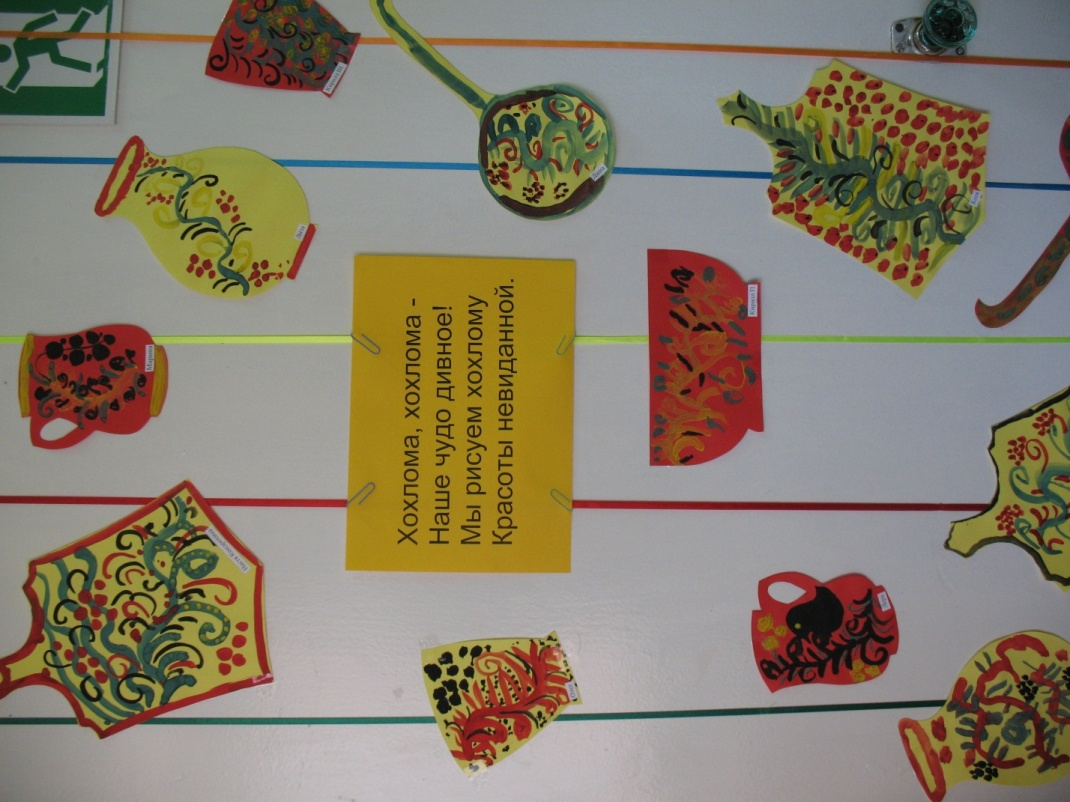 Хохлома, хохлома -
Наше чудо дивное!
Мы рисуем хохлому
Красоты невиданной.